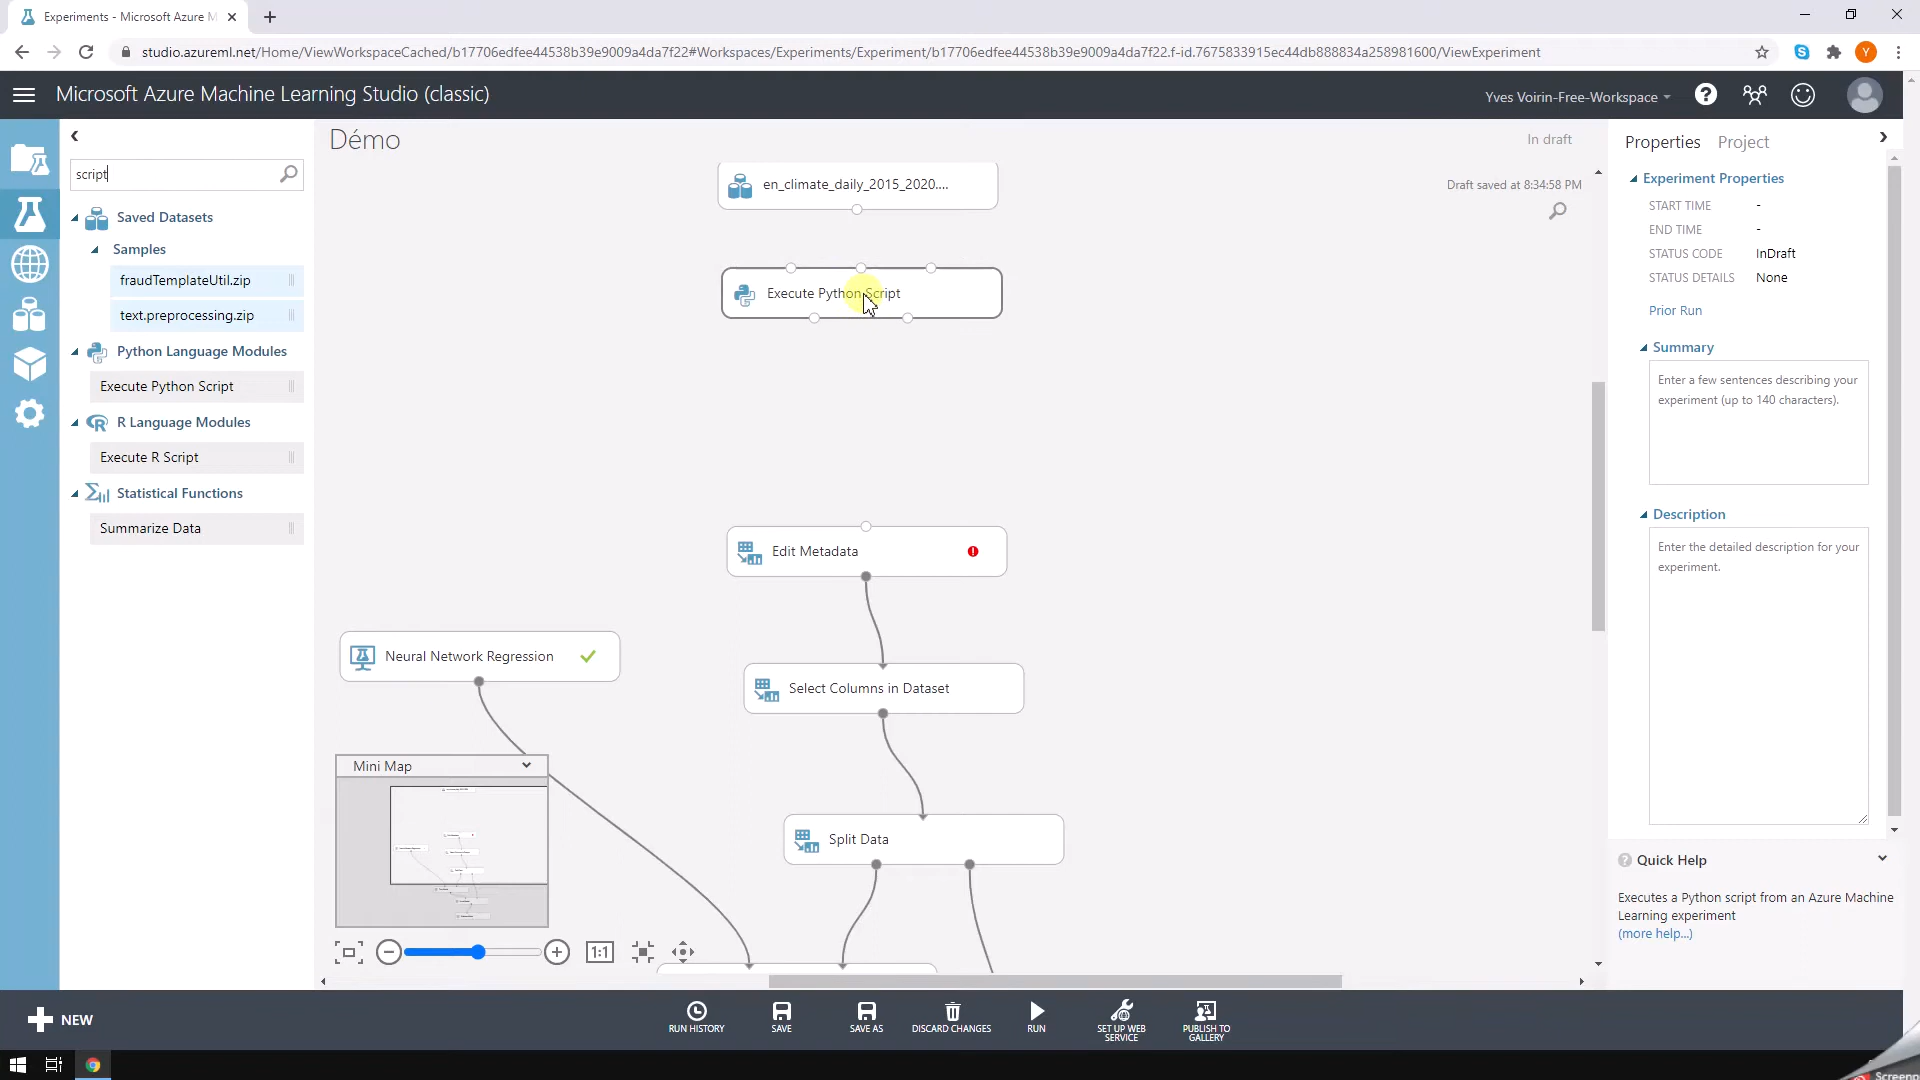 Experiments - Microsoft Azure M
studio.azureml.net/Home/ViewWorkspaceCached/b17706edfee44538b39e9009a4da7f22#Workspaces/Experiments/Experiment/b17706edfee44538b39e9009a4da7f22.f-id.7675833915ec44db888834a258981600/ViewExperiment
Y
Microsoft Azure Machine Learning Studio (classic)
Yves Voirin-Free-Workspace
script
Saved Datasets
Samples
fraudTemplateUtil.zip
text.preprocessing.zip
Python Language Modules
Execute Python Script
R Language Modules
Execute R Script
Statistical Functions
Summarize Data
Démo
In draft
Draft saved at 8:34:58 PM
en_climate_daily_2015_2020....
Execute Python Script
Edit Metadata
Neural Network Regression
Select Columns in Dataset
Split Data
Mini Map
1:1
Properties
Project
Experiment Properties
START TIME -
END TIME -
STATUS CODE InDraft
STATUS DETAILS None
Prior Run
Summary
Enter a few sentences describing your
experiment (up to 140 characters).
Description
Enter the detailed description for your
experiment.
Quick Help
Executes a Python script from an Azure Machine
Learning experiment
(more help...)
NEW
RUN HISTORY
SAVE
SAVE AS
DISCARD CHANGES
RUN
SET UP WEB
SERVICE
PUBLISH TO
GALLERY